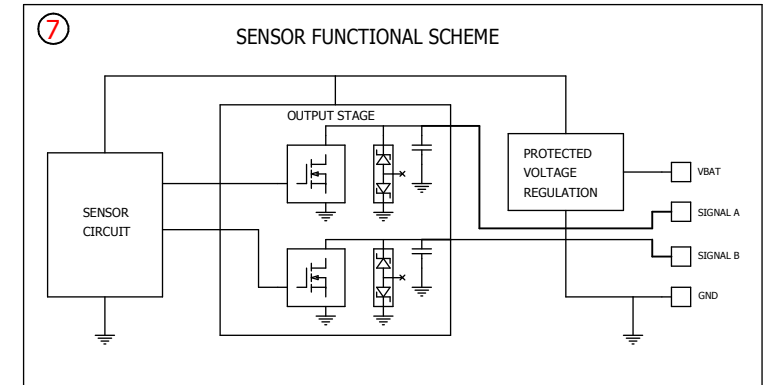 7
SENSOR FUNCTIONAL SCHEME
OUTPUT STAGE
PROTECTED
VOLTAGE
REGULATION
VBAT
SENSOR
CIRCUIT
SIGNAL A
SIGNAL B
GND